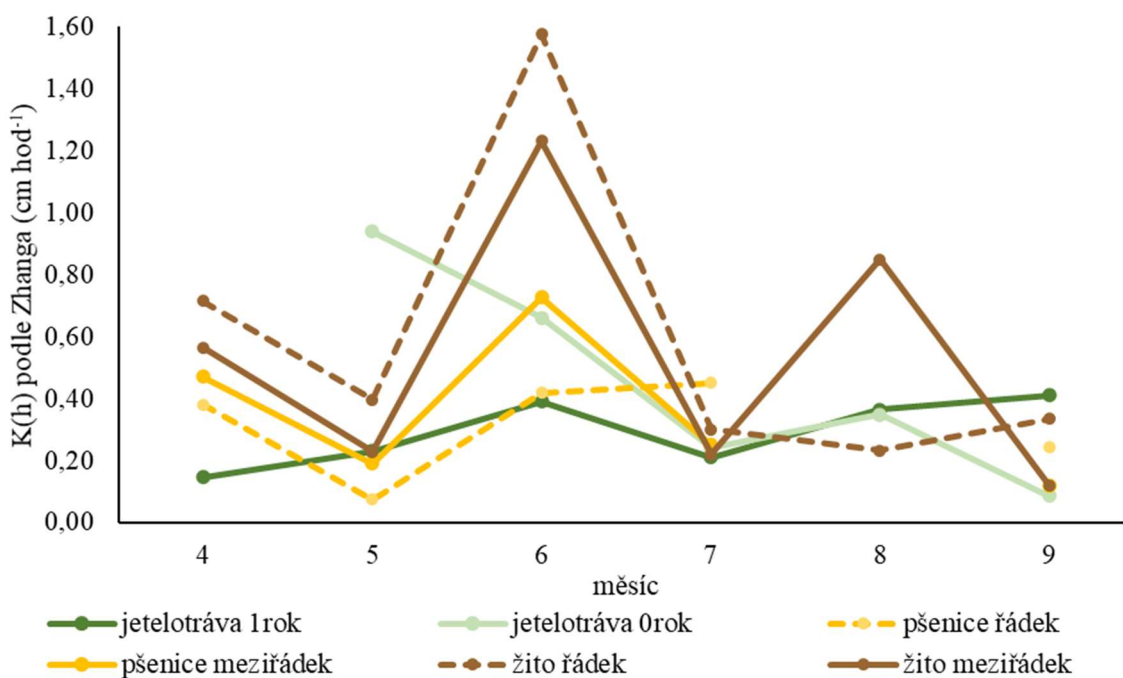 K(h) podle Zhanga (cm hod⁻¹)
1,60
1,40
1,20
1,00
0,80
0,60
0,40
0,20
0,00
4 5 6 7 8 9
měsíc
jetelotráva 1rok jetelotráva 0rok pšenice řádek
pšenice meziřádek žito řádek žito meziřádek